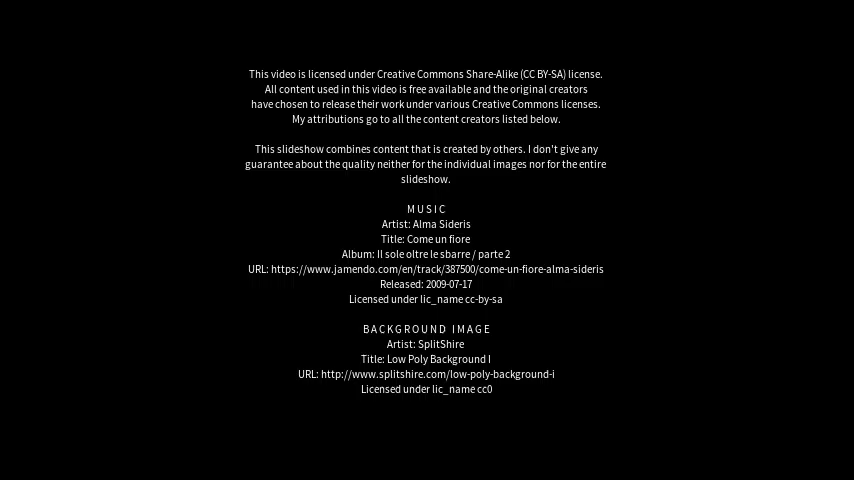 This video is licensed under Creative Commons Share-Alike (CC BY-SA) license.
All content used in this video is free available and the original creators
have chosen to release their work under various Creative Commons licenses.
My attributions go to all the content creators listed below.
This slideshow combines content that is created by others. I don't give any
guarantee about the quality neither for the individual images nor for the entire
slideshow.
MUSIC
Artist: Alma Sideris
Title: Come un fiore
Album: Il sole oltre le sbarre / parte 2
URL: https://www.jamendo.com/en/track/387500/come-un-fiore-alma-sideris
Released: 2009-07-17
Licensed under lic_name cc-by-sa
BACKGROUND IMAGE
Artist: SplitShire
Title: Low Poly Background I
URL: http://www.splitshire.com/low-poly-background-i
Licensed under lic_name cc0